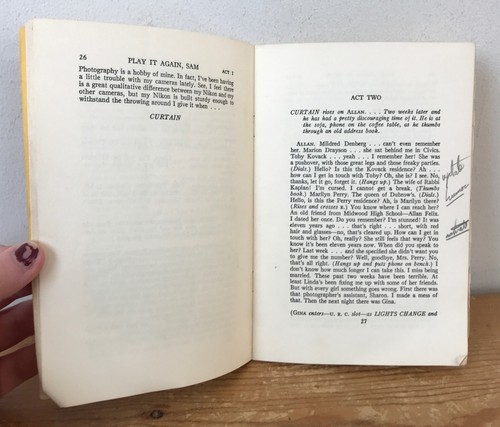 26 PLAY IT AGAIN, SAM ACT I
Photography is a hobby of mine. In fact, I've been having
a little trouble with my cameras lately. See, I feel there
is a great qualitative difference between my Nikon and my
other cameras, but my Nikon is built sturdy enough to
withstand the throwing around I give it when . . .
CURTAIN
ACT TWO
CURTAIN rises on ALLAN. . . . Two weeks later and
he has had a pretty discouraging time of it. He is at
the sofa, phone on the coffee table, as he thumbs
through an old address book.
ALLAN. Mildred Denberg . . . can't even remember
her. Marion Drayson . . . she sat behind me in Civics.
Toby Kovack . . . yeah . . . I remember her! She was
a pushover, with those great legs and those freaky parties.
(Dials.) Hello? Is this the Kovack residence? Ah . . .
how can I get in touch with Toby? Oh, she is? I see. No,
thanks, let it go, forget it. (Hangs up.) The wife of Rabbi
Kaplan! I'm cursed. I cannot get a break. (Thumbs
book.) Marilyn Perry. The queen of Dubrow's. (Dials.)
Hello, is this the Perry residence? Ah, is Marilyn there?
(Rises and crosses R.) You know where I can reach her?
An old friend from Midwood High School—Allan Felix.
I dated her once. Do you remember? I'm stunned! It was
eleven years ago . . . that's right . . . short, with red
hair and glasses—no, that's cleared up. How can I get in
touch with her? Oh, really? She still feels that way? You
know it's been eleven years now. When did you speak to
her? Last week . . . and she specified she didn't want you
to give me the number? Well, goodbye, Mrs. Perry. No,
that's all right. (Hangs up and puts phone on bench.) I
don't know how much longer I can take this. I miss being
married. These past two weeks have been terrible. At
least Linda's been fixing me up with some of her friends.
But with every girl something goes wrong. First there was
that photographer's assistant, Sharon. I made a mess of
that. Then the next night there was Gina.
(GINA enters—U. R. C. slot—as LIGHTS CHANGE and
27